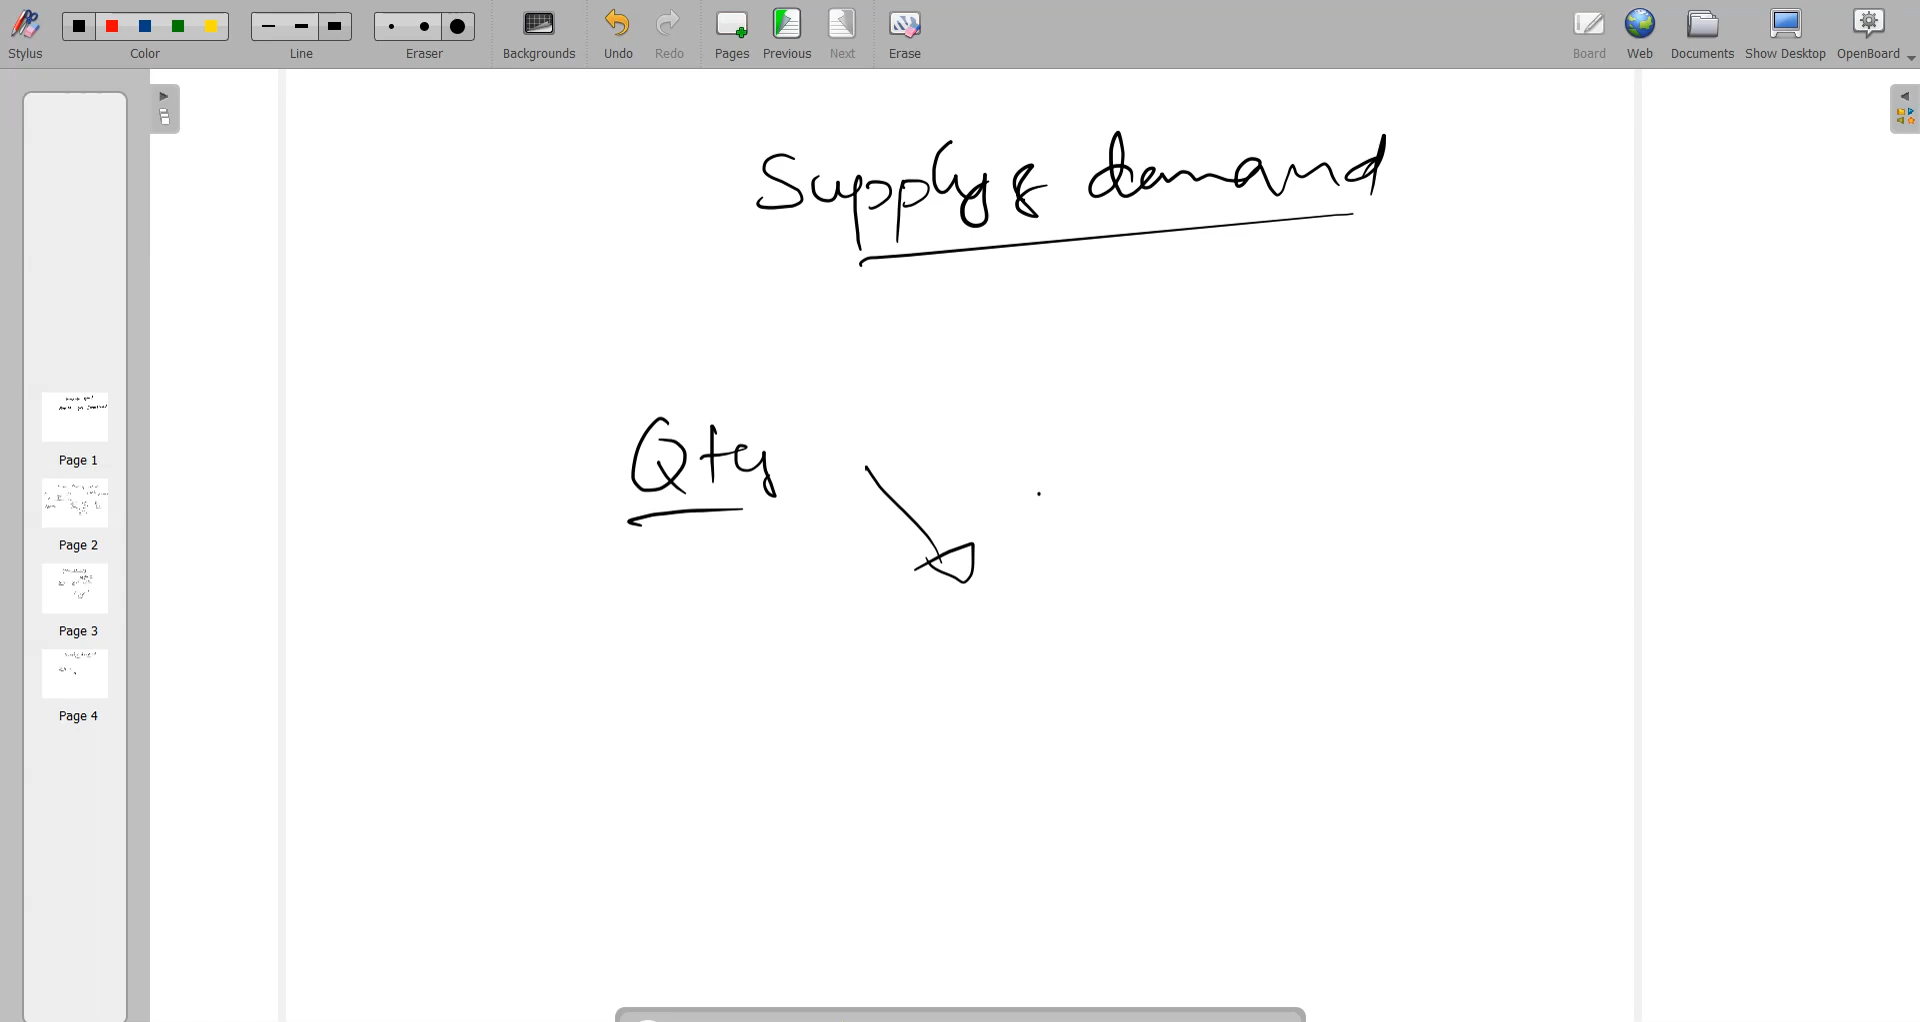 Stylus Color Line Eraser Backgrounds Undo Redo Pages Previous Next Erase Board Web Documents Show Desktop OpenBoard
Supply & demand
Qty
Page 1
Page 2
Page 3
Page 4